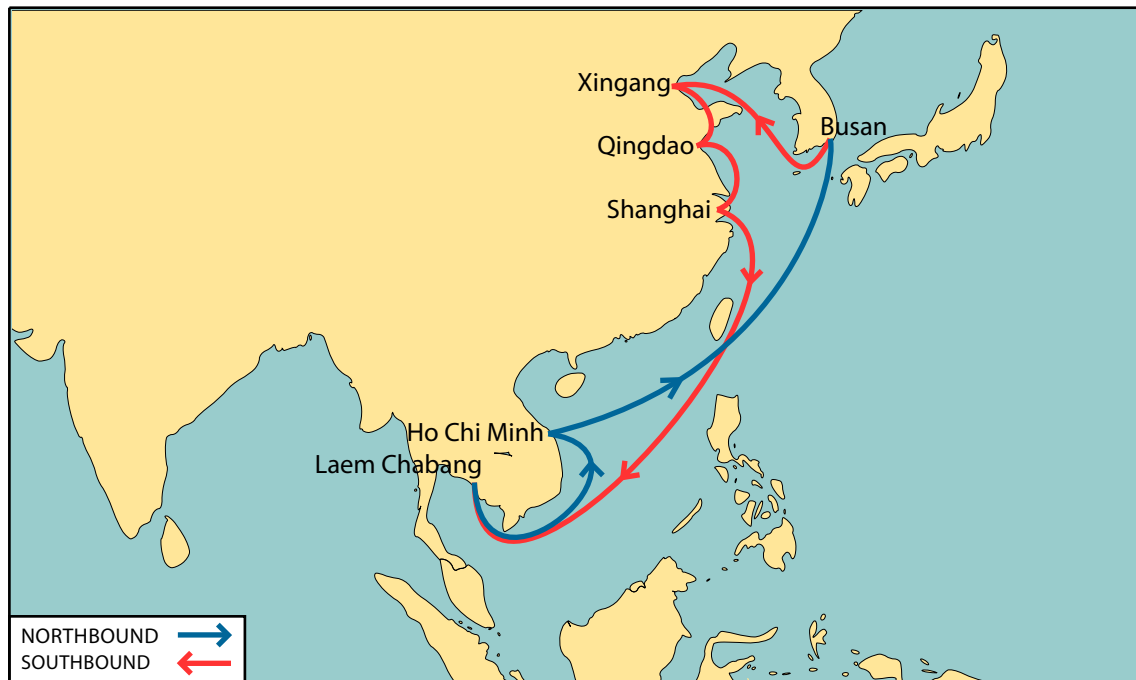 Xingang
Busan
Qingdao
Shanghai
Ho Chi Minh
Laem Chabang
NORTHBOUND
SOUTHBOUND